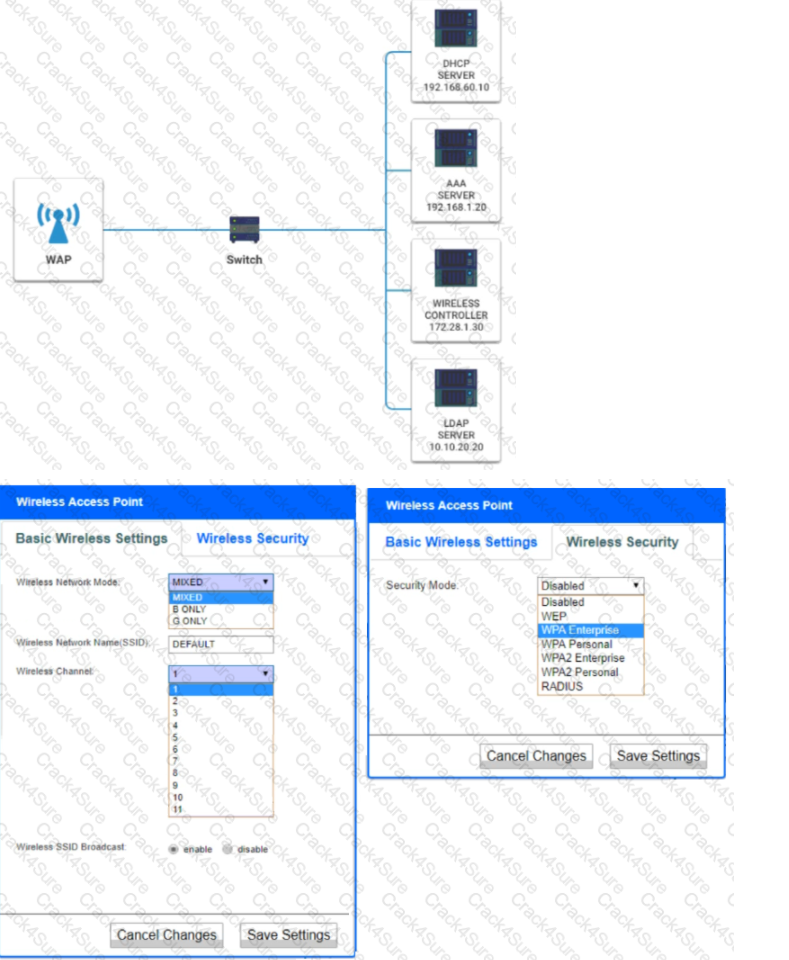 DHCP
SERVER
192.168.60.10
AAA
SERVER
192.168.1.20
WAP
Switch
WIRELESS
CONTROLLER
172.28.1.30
LDAP
SERVER
10.10.20.20
Wireless Access Point
Basic Wireless Settings Wireless Security
Wireless Network Mode: MIXED
MIXED
B ONLY
G ONLY
Wireless Network Name(SSID): DEFAULT
Wireless Channel: 1
1
2
3
4
5
6
7
8
9
10
11
Wireless SSID Broadcast: enable disable
Cancel Changes Save Settings
Wireless Access Point
Basic Wireless Settings Wireless Security
Security Mode: Disabled
Disabled
WEP
WPA Enterprise
WPA Personal
WPA2 Enterprise
WPA2 Personal
RADIUS
Cancel Changes Save Settings
Crack4Sure